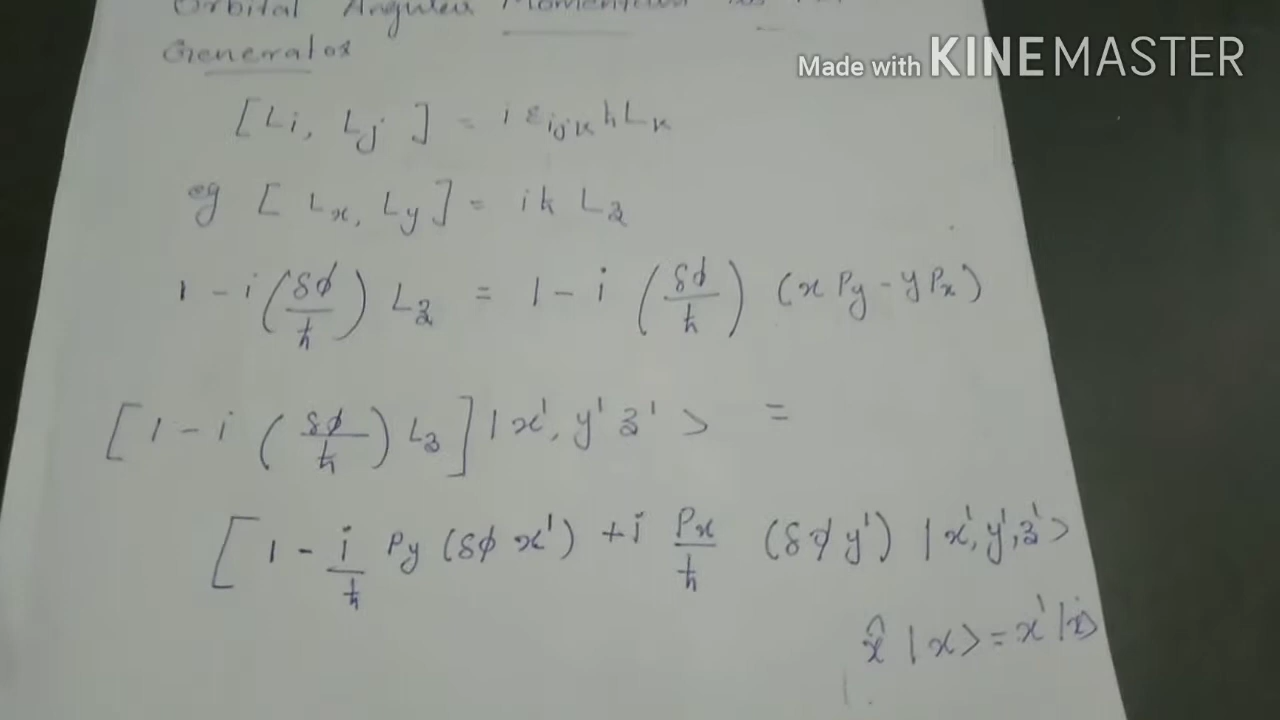 Orbital Angular Momentum
Made with KINEMASTER
Generator
[Li, Lj] = i εijk ħ Lk
eg [Lx, Ly] = iħ Lz
1 - i (δϕ/ħ) Lz = 1 - i (δϕ/ħ) (x Py - y Px)
[1 - i (δϕ/ħ) Lz] |x', y' z'> =
[1 - i/ħ Py (δϕ x') + i Px/ħ (δϕ y') |x', y', z'>
x̂ |x> = x' |x>